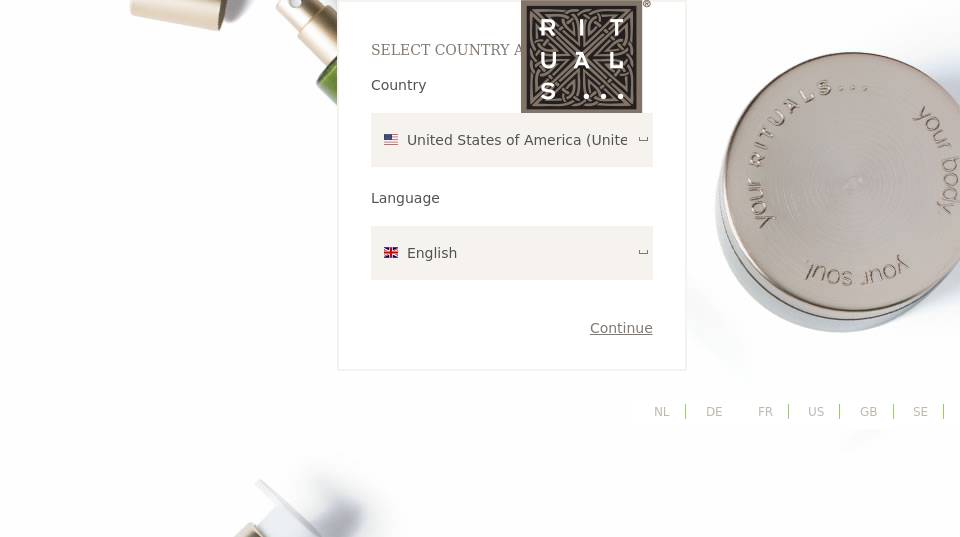 R I T
U A L
S ...
®
SELECT COUNTRY A
Country
United States of America (Unite
Language
English
Continue
your RITUALS...
your body
your soul
NL
DE
FR
US
GB
SE